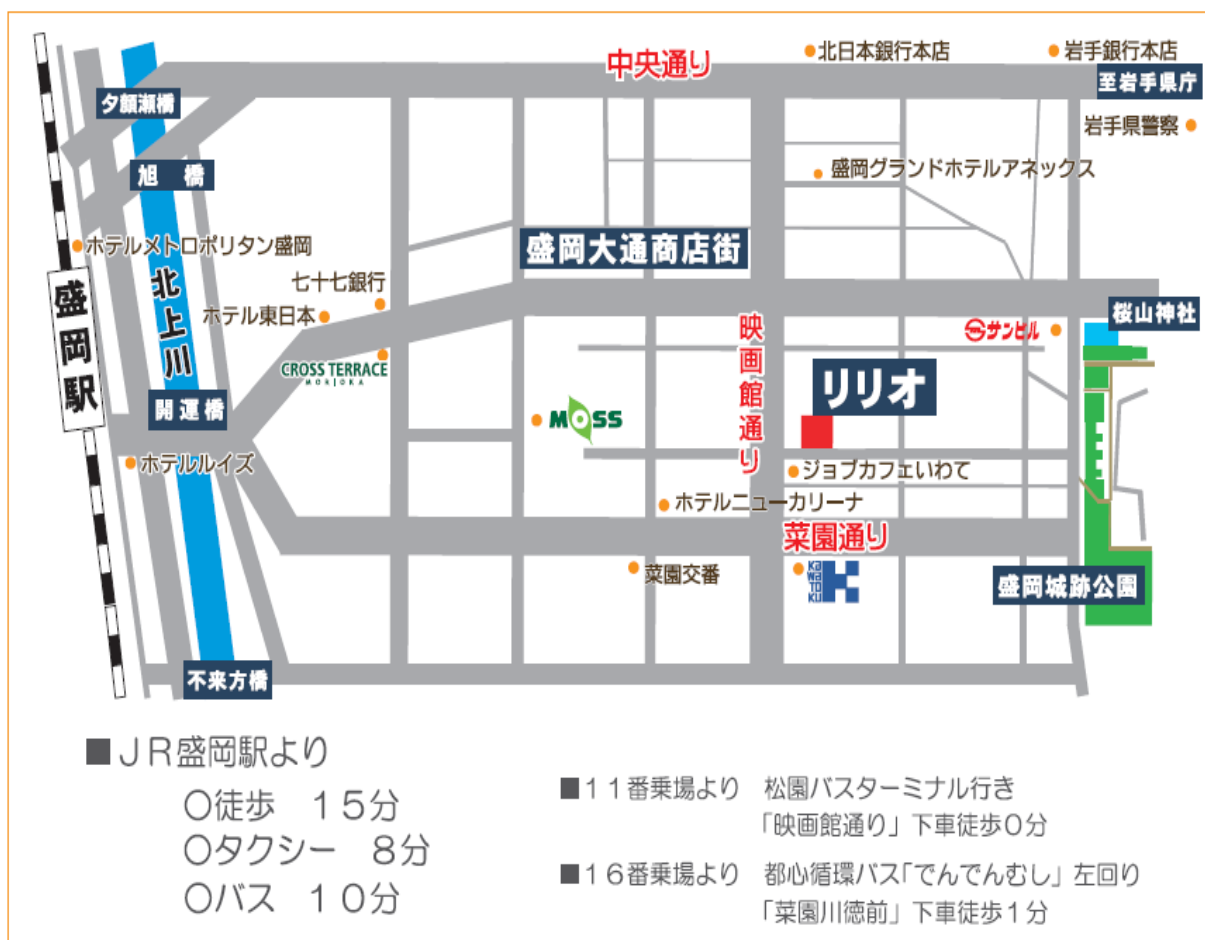 中央通り
北日本銀行本店
岩手銀行本店
至岩手県庁
夕顔瀬橋
岩手県警察
旭　橋
盛岡グランドホテルアネックス
ホテルメトロポリタン盛岡
盛岡大通商店街
北上川
七十七銀行
盛岡駅
ホテル東日本
映画館通り
サンビル
桜山神社
CROSS TERRACE
MORIOKA
リリオ
開運橋
MOSS
ホテルルイズ
ジョブカフェいわて
ホテルニューカリーナ
菜園通り
菜園交番
KaWaToKu
盛岡城跡公園
不来方橋
■ＪＲ盛岡駅より
○徒歩　１５分
○タクシー　８分
○バス　１０分
■１１番乗場より　松園バスターミナル行き
「映画館通り」下車徒歩０分
■１６番乗場より　都心循環バス「でんでんむし」左回り
「菜園川徳前」下車徒歩１分